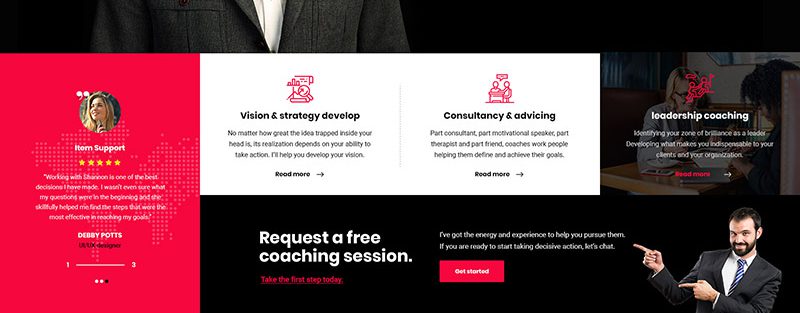 Item Support
"Working with Shannon is one of the best
decisions I have made. I wasn't even sure what
my questions were in the beginning and she
skillfully helped me find the steps that were the
most effective in reaching my goals."
DEBBY POTTS
UI/UX designer
1 3
Vision & strategy develop
No matter how great the idea trapped inside your
head is, its realization depends on your ability to
take action. I'll help you develop your vision.
Read more
Consultancy & advicing
Part consultant, part motivational speaker, part
therapist and part friend, coaches work people
helping them define and achieve their goals.
Read more
leadership coaching
Identifying your zone of brilliance as a leader
Developing what makes you indispensable to your
clients and your organization.
Read more
Request a free
coaching session.
Take the first step today.
I've got the energy and experience to help you pursue them.
If you are ready to start taking decisive action, let's chat.
Get started